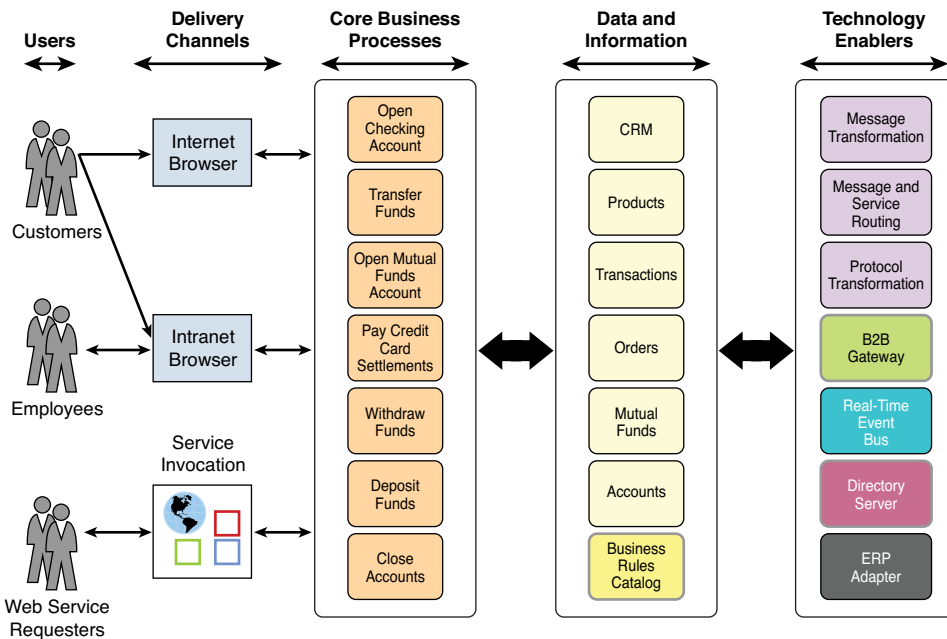 Users
Delivery
Channels
Core Business
Processes
Data and
Information
Technology
Enablers
Customers
Employees
Web Service
Requesters
Internet
Browser
Intranet
Browser
Service
Invocation
Open
Checking
Account
Transfer
Funds
Open Mutual
Funds
Account
Pay Credit
Card
Settlements
Withdraw
Funds
Deposit
Funds
Close
Accounts
CRM
Products
Transactions
Orders
Mutual
Funds
Accounts
Business
Rules
Catalog
Message
Transformation
Message and
Service
Routing
Protocol
Transformation
B2B
Gateway
Real-Time
Event
Bus
Directory
Server
ERP
Adapter